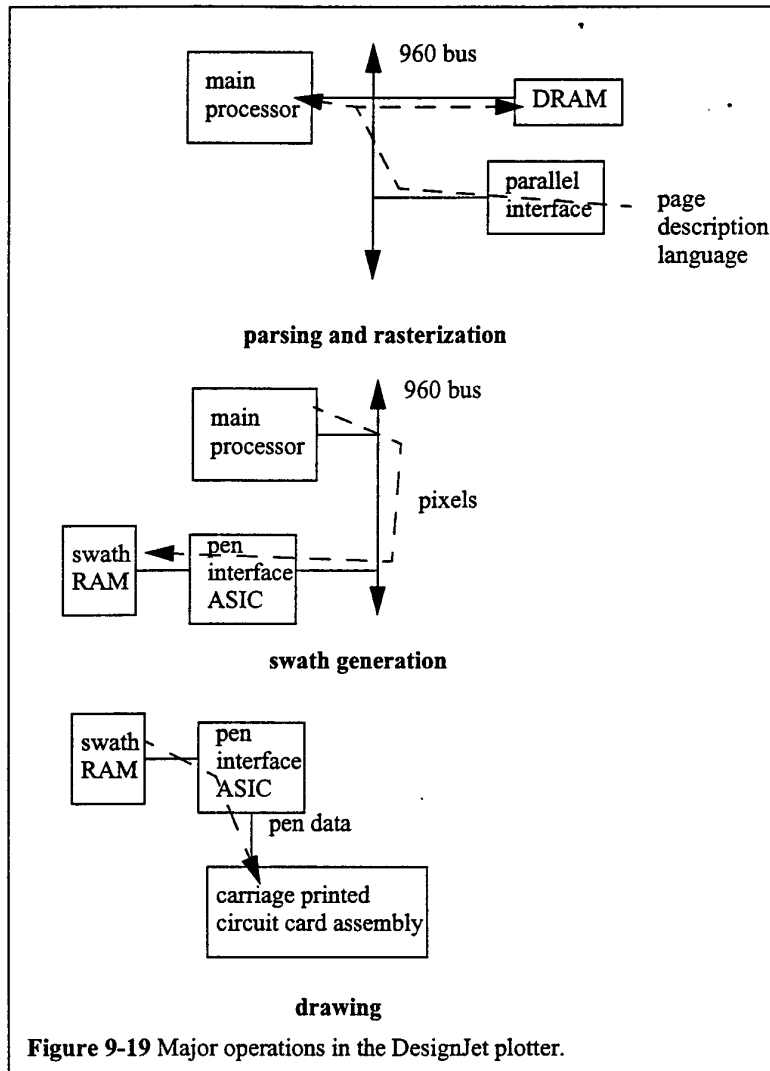 960 bus
main
processor
DRAM
parallel
interface
page
description
language
parsing and rasterization
960 bus
main
processor
pixels
swath
RAM
pen
interface
ASIC
swath generation
swath
RAM
pen
interface
ASIC
pen data
carriage printed
circuit card assembly
drawing
Figure 9-19 Major operations in the DesignJet plotter.